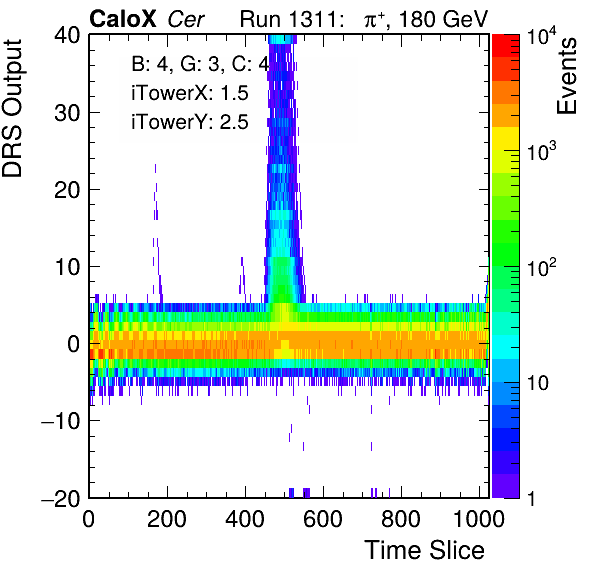 CaloX Cer Run 1311: π⁺, 180 GeV
B: 4, G: 3, C: 4
iTowerX: 1.5
iTowerY: 2.5
DRS Output
40
30
20
10
0
−10
−20
0 200 400 600 800 1000
Time Slice
Events
10⁴
10³
10²
10
1